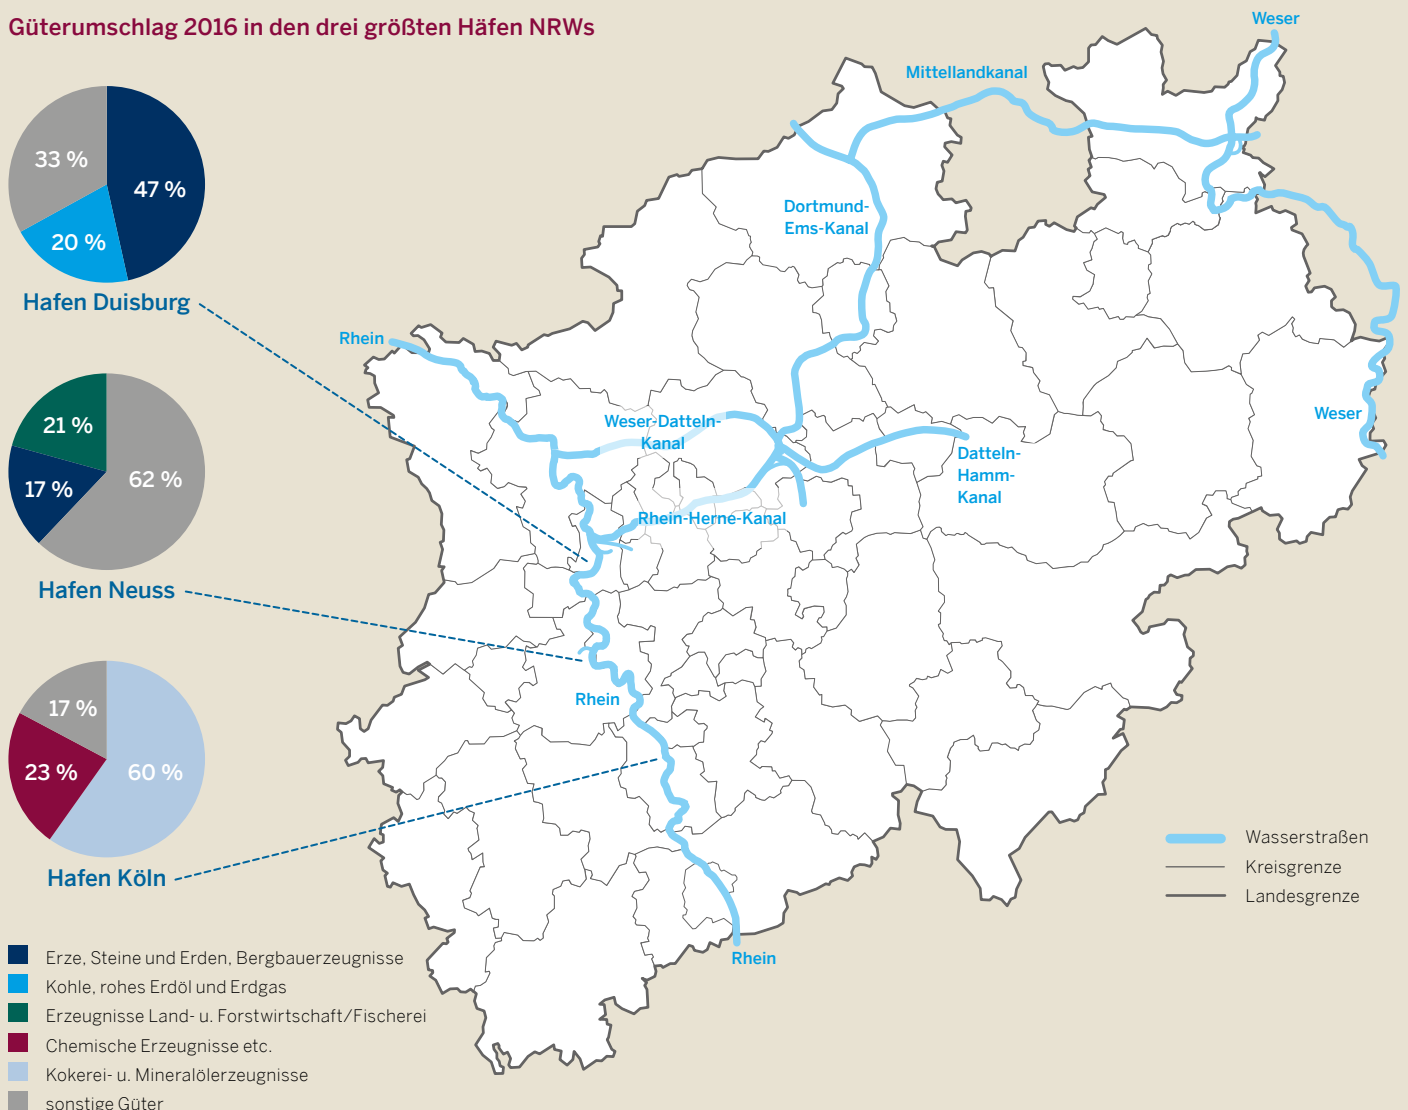 Güterumschlag 2016 in den drei größten Häfen NRWs
Weser
Mittellandkanal
33 %
47 %
20 %
Hafen Duisburg
Dortmund-
Ems-Kanal
Rhein
21 %
62 %
17 %
Hafen Neuss
Weser-Datteln-
Kanal
Weser
Datteln-
Hamm-
Kanal
Rhein-Herne-Kanal
Rhein
17 %
23 %
60 %
Hafen Köln
Rhein
Wasserstraßen
Kreisgrenze
Landesgrenze
Erze, Steine und Erden, Bergbauerzeugnisse
Kohle, rohes Erdöl und Erdgas
Erzeugnisse Land- u. Forstwirtschaft/Fischerei
Chemische Erzeugnisse etc.
Kokerei- u. Mineralölerzeugnisse
sonstige Güter